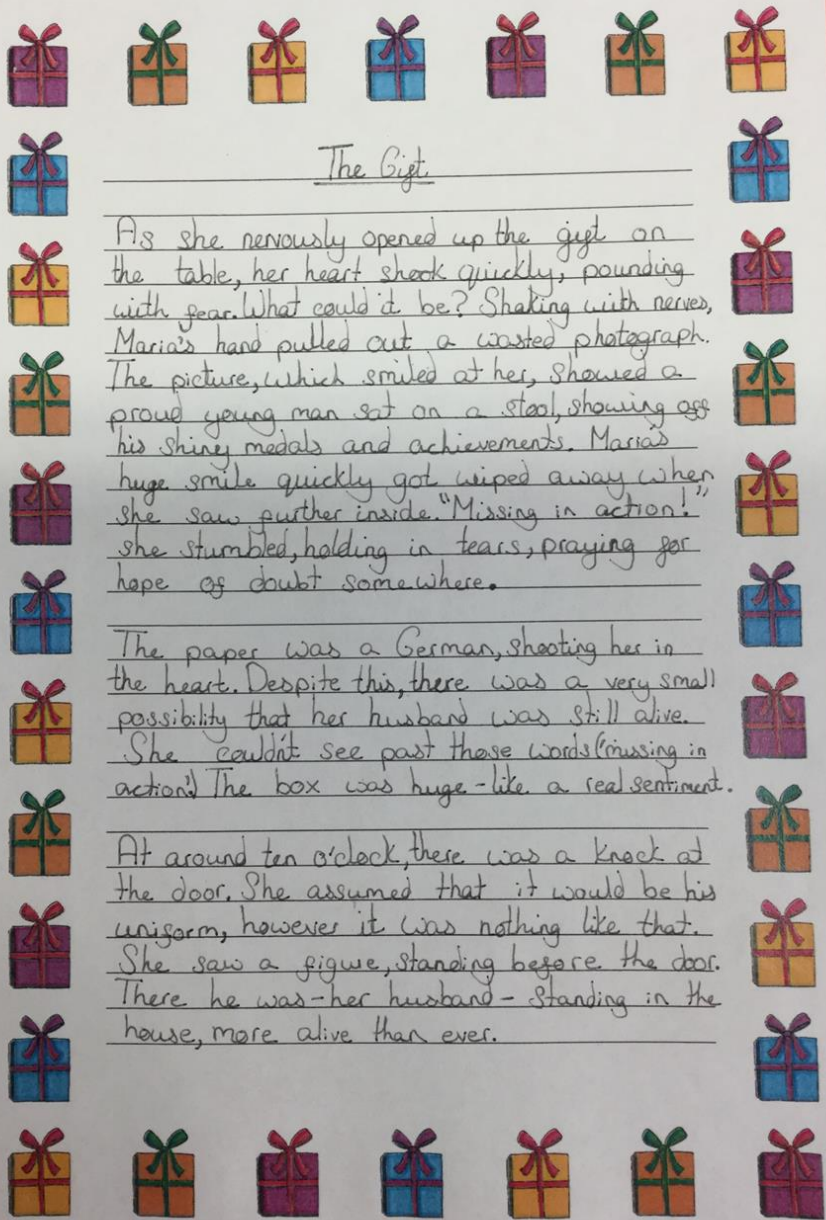 The Gift
As she nervously opened up the gift on
the table, her heart shook quickly, pounding
with fear. What could it be? Shaking with nerves,
Maria's hand pulled out a wasted photograph.
The picture, which smiled at her, showed a
proud young man sat on a stool, showing off
his shiny medals and achievements. Maria's
huge smile quickly got wiped away when
she saw further inside. "Missing in action!"
she stumbled, holding in tears, praying for
hope of doubt somewhere.
The paper was a German, shooting her in
the heart. Despite this, there was a very small
possibility that her husband was still alive.
She couldn't see past those words ('missing in
action'.) The box was huge - like a real sentiment.
At around ten o'clock, there was a knock at
the door. She assumed that it would be his
uniform, however it was nothing like that.
She saw a figure, standing before the door.
There he was - her husband - standing in the
house, more alive than ever.